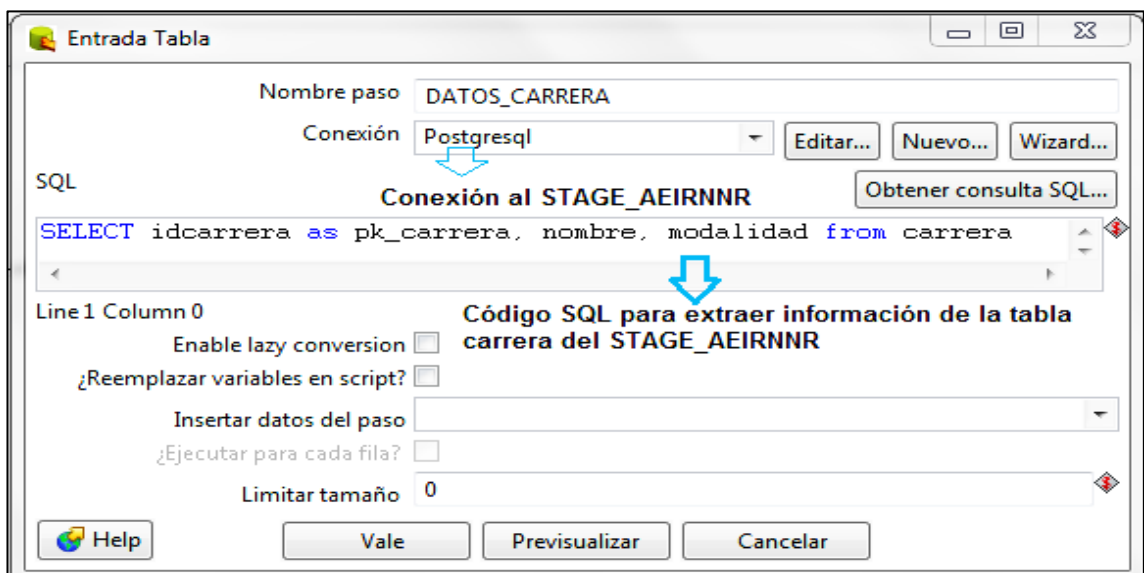 Entrada Tabla
Nombre paso DATOS_CARRERA
Conexión Postgresql Editar... Nuevo... Wizard...
SQL Conexión al STAGE_AEIRNNR Obtener consulta SQL...
SELECT idcarrera as pk_carrera, nombre, modalidad from carrera
Line1 Column 0
Código SQL para extraer información de la tabla
carrera del STAGE_AEIRNNR
Enable lazy conversion
¿Reemplazar variables en script?
Insertar datos del paso
¿Ejecutar para cada fila?
Limitar tamaño 0
Help Vale Previsualizar Cancelar